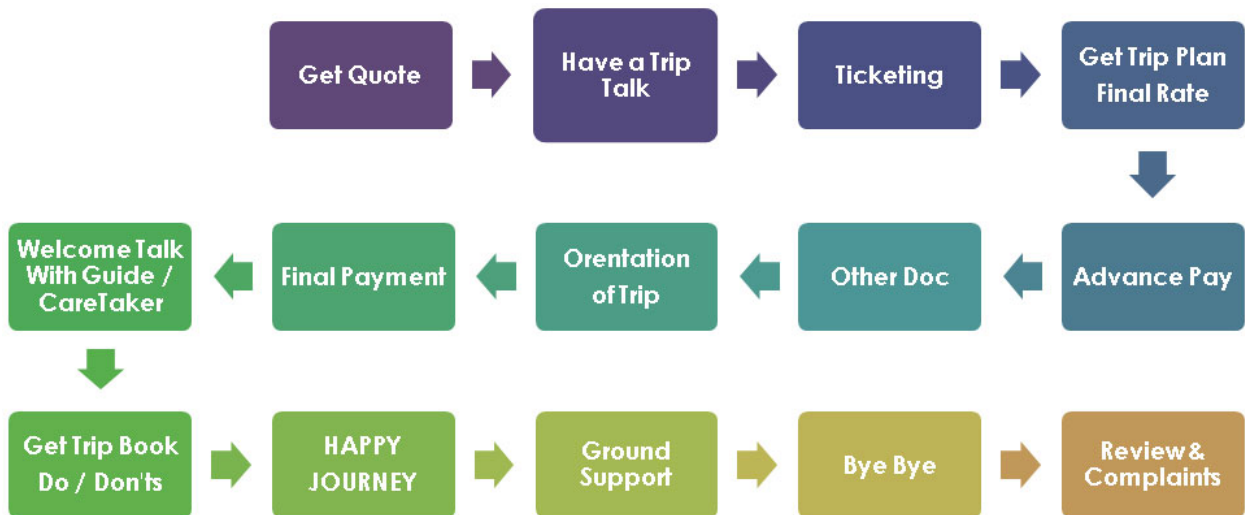 Get Quote
Have a Trip
Talk
Ticketing
Get Trip Plan
Final Rate
Advance Pay
Other Doc
Orentation
of Trip
Final Payment
Welcome Talk
With Guide /
CareTaker
Get Trip Book
Do / Don'ts
HAPPY
JOURNEY
Ground
Support
Bye Bye
Review &
Complaints